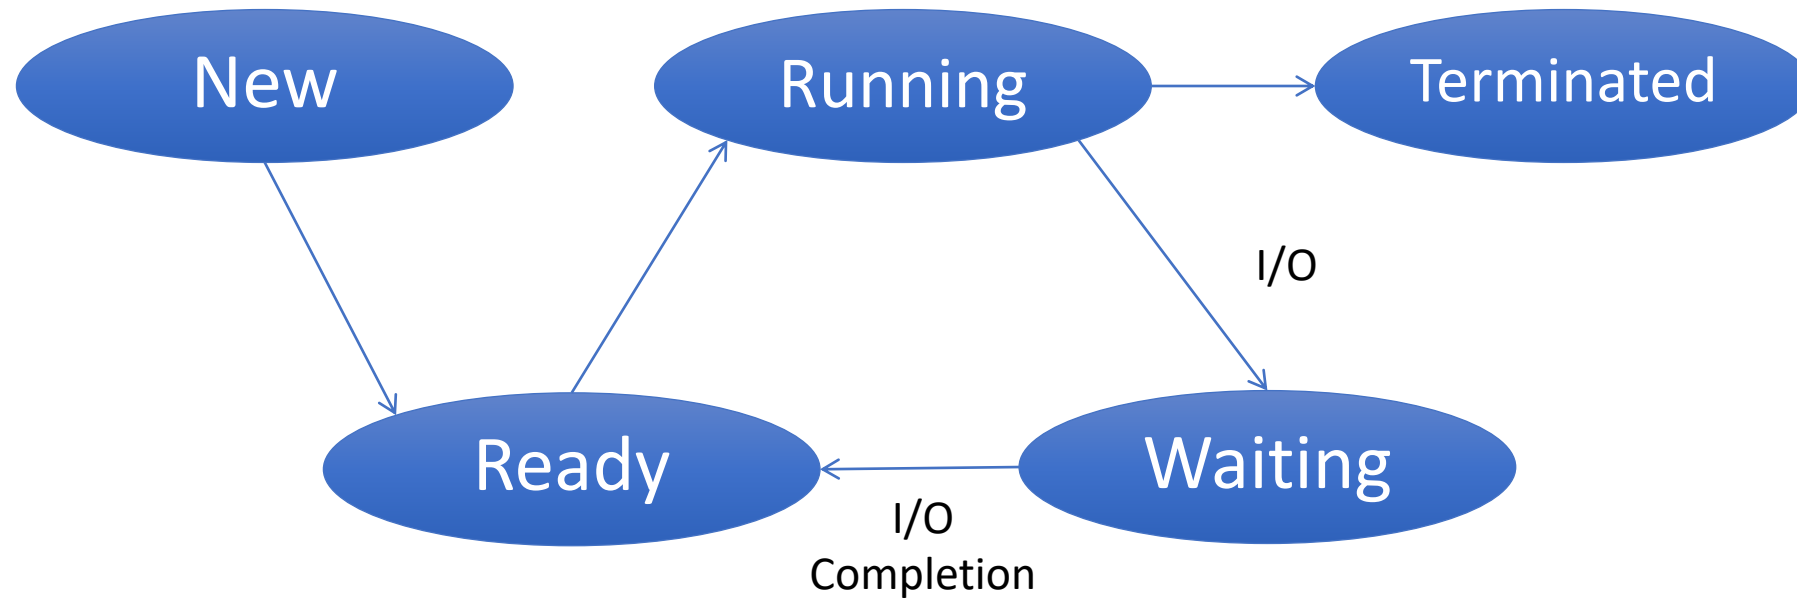 New
Running
Terminated
I/O
Ready
Waiting
I/O
Completion